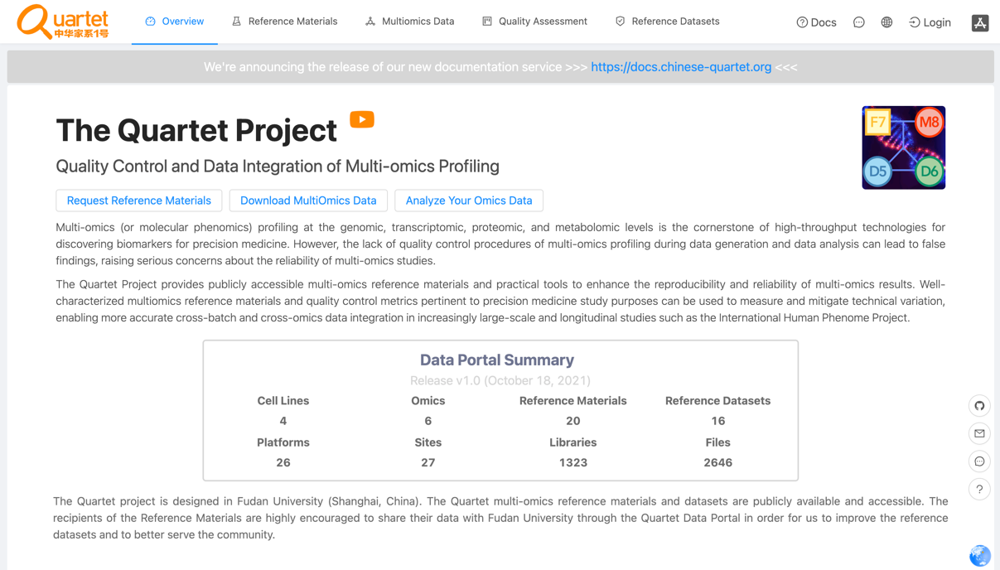 Quartet
中华家系1号
Overview
Reference Materials
Multiomics Data
Quality Assessment
Reference Datasets
Docs
Login
We're announcing the release of our new documentation service >>> https://docs.chinese-quartet.org <<<
The Quartet Project
Quality Control and Data Integration of Multi-omics Profiling
F7
M8
D5
D6
Request Reference Materials
Download MultiOmics Data
Analyze Your Omics Data
Multi-omics (or molecular phenomics) profiling at the genomic, transcriptomic, proteomic, and metabolomic levels is the cornerstone of high-throughput technologies for
discovering biomarkers for precision medicine. However, the lack of quality control procedures of multi-omics profiling during data generation and data analysis can lead to false
findings, raising serious concerns about the reliability of multi-omics studies.
The Quartet Project provides publicly accessible multi-omics reference materials and practical tools to enhance the reproducibility and reliability of multi-omics results. Well-
characterized multiomics reference materials and quality control metrics pertinent to precision medicine study purposes can be used to measure and mitigate technical variation,
enabling more accurate cross-batch and cross-omics data integration in increasingly large-scale and longitudinal studies such as the International Human Phenome Project.
Data Portal Summary
Release v1.0 (October 18, 2021)
Cell Lines Omics Reference Materials Reference Datasets
4 6 20 16
Platforms Sites Libraries Files
26 27 1323 2646
The Quartet project is designed in Fudan University (Shanghai, China). The Quartet multi-omics reference materials and datasets are publicly available and accessible. The
recipients of the Reference Materials are highly encouraged to share their data with Fudan University through the Quartet Data Portal in order for us to improve the reference
datasets and to better serve the community.